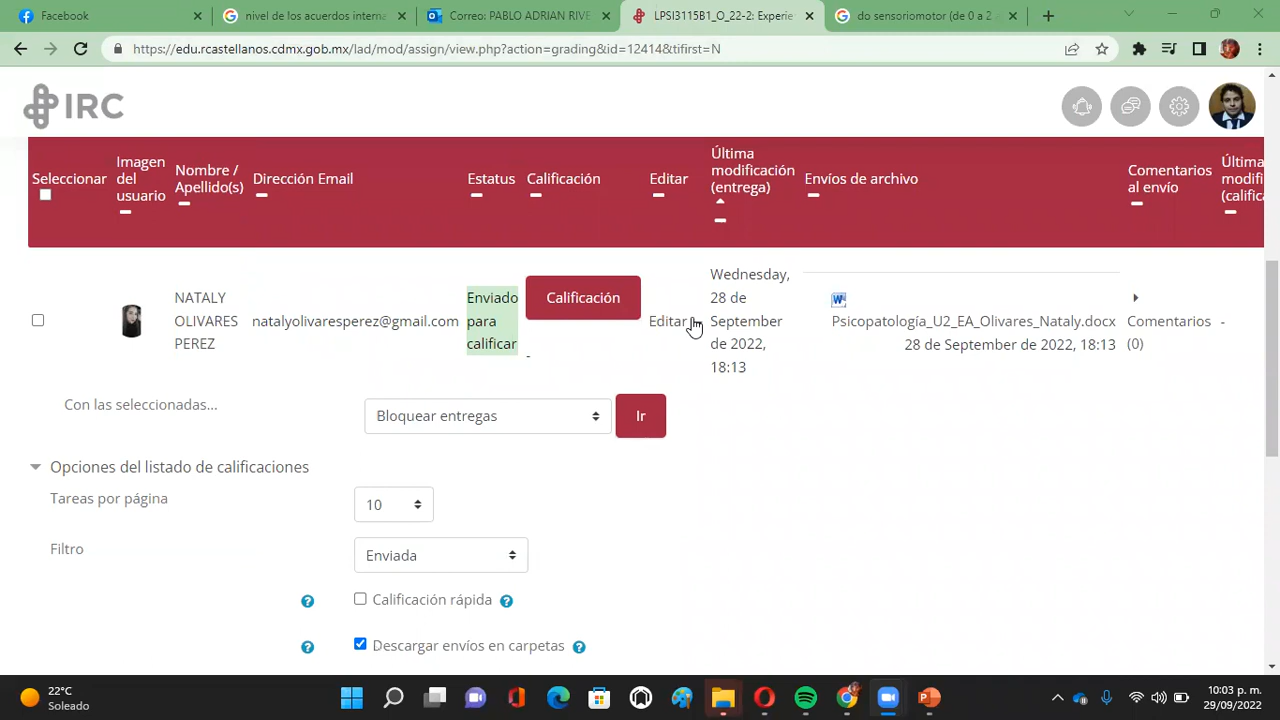 Facebook
nivel de los acuerdos interna
Correo: PABLO ADRIAN RIVE
LPSI3115B1_O_22-2: Experie
do sensoriomotor (de 0 a 2
https://edu.rcastellanos.cdmx.gob.mx/lad/mod/assign/view.php?action=grading&id=12414&tifirst=N
IRC
Seleccionar
Imagen
del
usuario
Nombre /
Apellido(s)
Dirección Email
Estatus
Calificación
Editar
Última
modificación
(entrega)
Envíos de archivo
Comentarios
al envío
Última
modifi
(califica
NATALY
OLIVARES
PEREZ
natalyolivaresperez@gmail.com
Enviado
para
calificar
Calificación
-
Editar
Wednesday,
28 de
September
de 2022,
18:13
Psicopatología_U2_EA_Olivares_Nataly.docx
28 de September de 2022, 18:13
Comentarios
(0)
-
Con las seleccionadas...
Bloquear entregas
Ir
Opciones del listado de calificaciones
Tareas por página
10
Filtro
Enviada
Calificación rápida
Descargar envíos en carpetas
22°C
Soleado
10:03 p. m.
29/09/2022